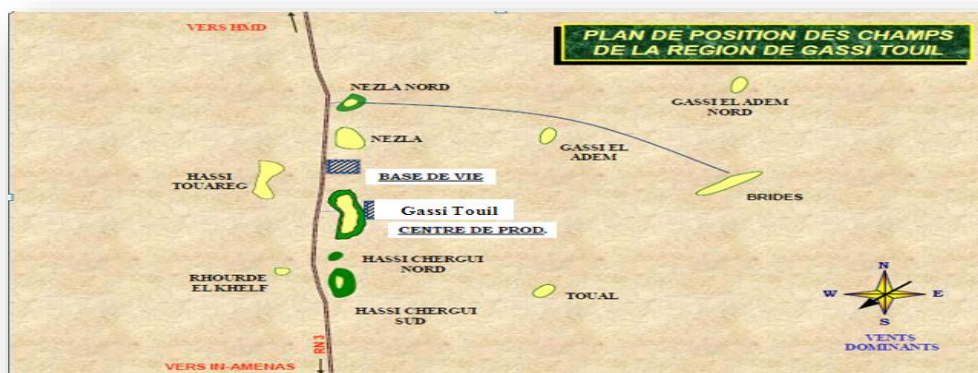 VERS HMD
PLAN DE POSITION DES CHAMPS
DE LA REGION DE GASSI TOUIL
NEZLA NORD
GASSI EL ADEM
NORD
NEZLA
GASSI EL
ADEM
HASSI
TOUAREG
BASE DE VIE
BRIDES
Gassi Touil
CENTRE DE PROD.
HASSI CHERGUI
NORD
RHOURDE
EL KHELF
TOUAL
HASSI CHERGUI
SUD
N
W
E
S
VENTS
DOMINANTS
RN 3
VERS IN-AMENAS